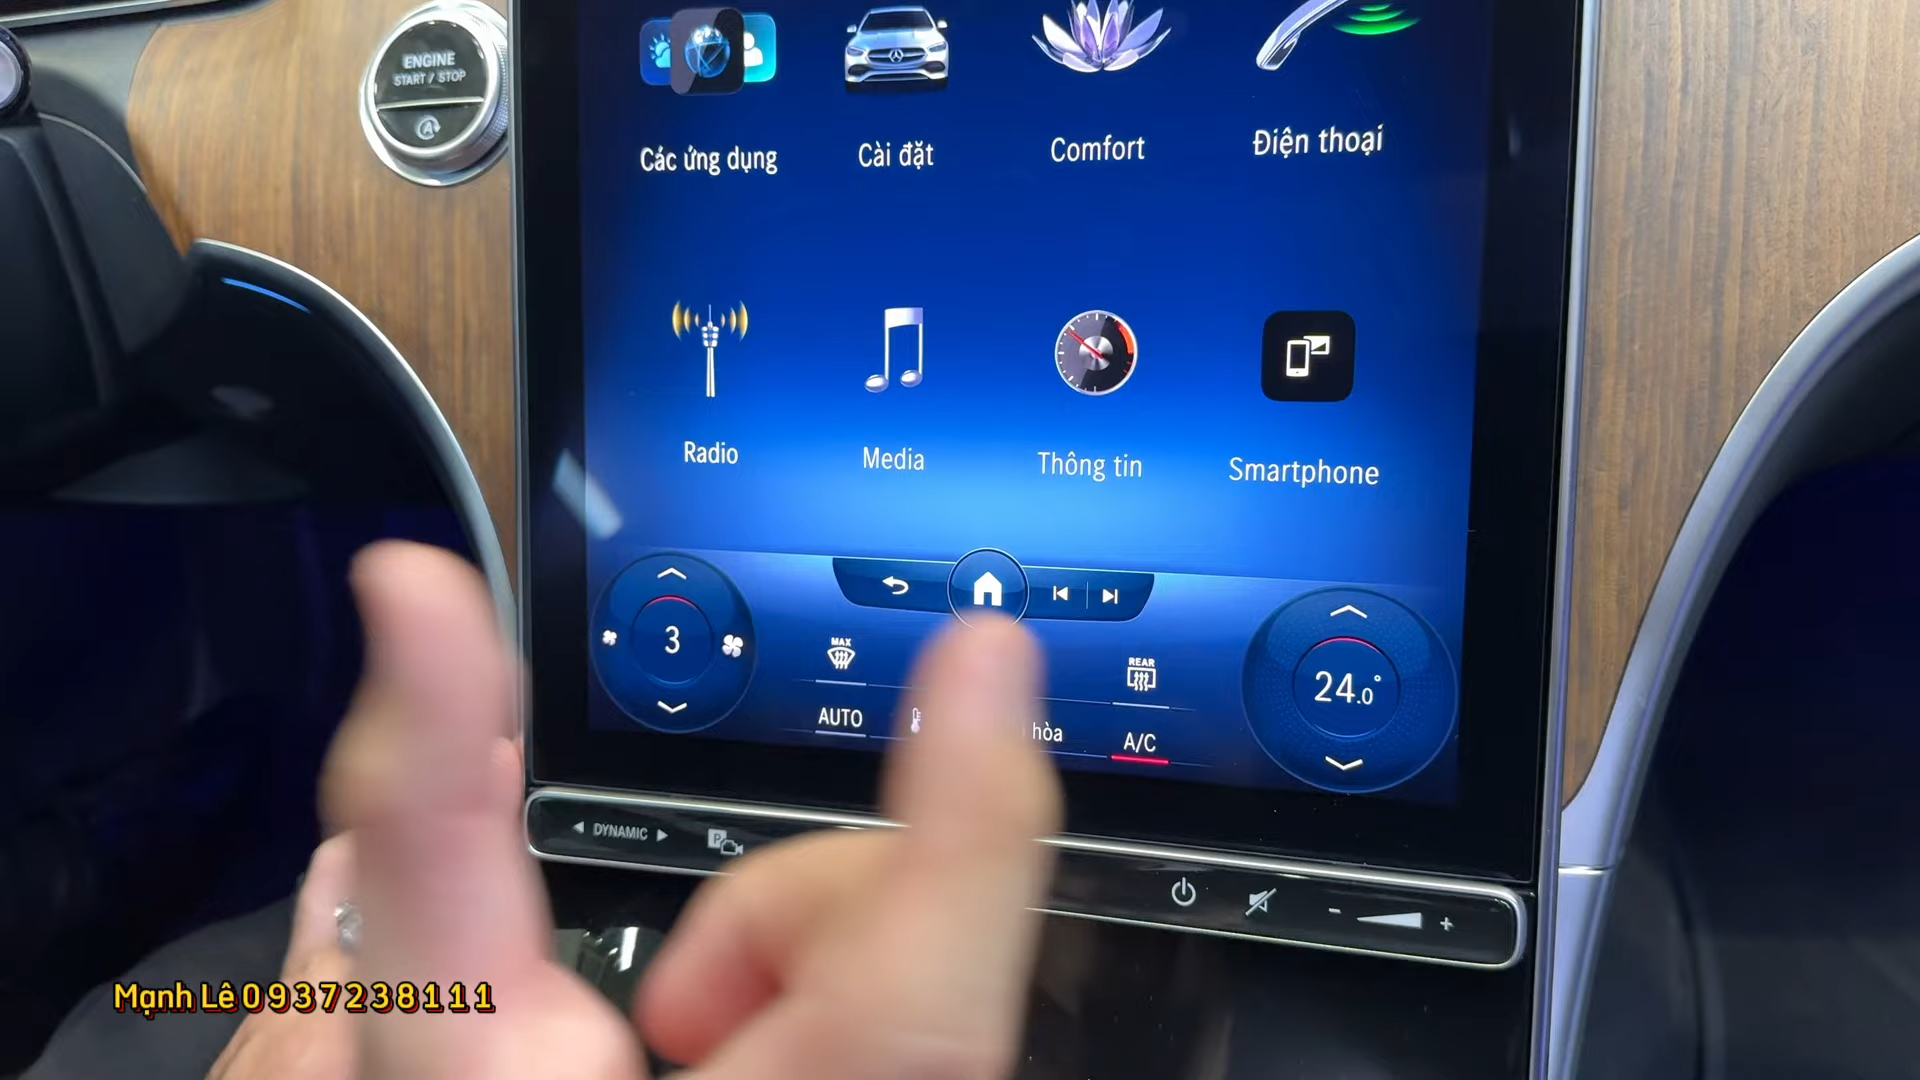 ENGINE
START / STOP
A
Các ứng dụng
Cài đặt
Comfort
Điện thoại
Radio
Media
Thông tin
Smartphone
3
MAX
REAR
24.0°
AUTO
hòa
A/C
DYNAMIC
P
- +
Mạnh Lê 0937238111